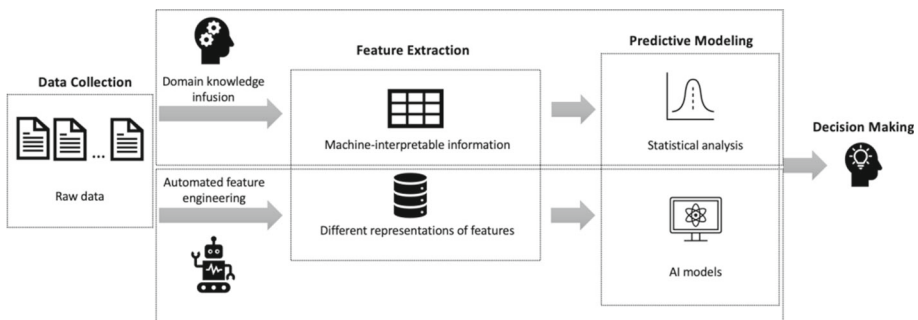 Data Collection
Raw data
...
Domain knowledge
infusion
Automated feature
engineering
Feature Extraction
Machine-interpretable information
Different representations of features
Predictive Modeling
Statistical analysis
AI models
Decision Making